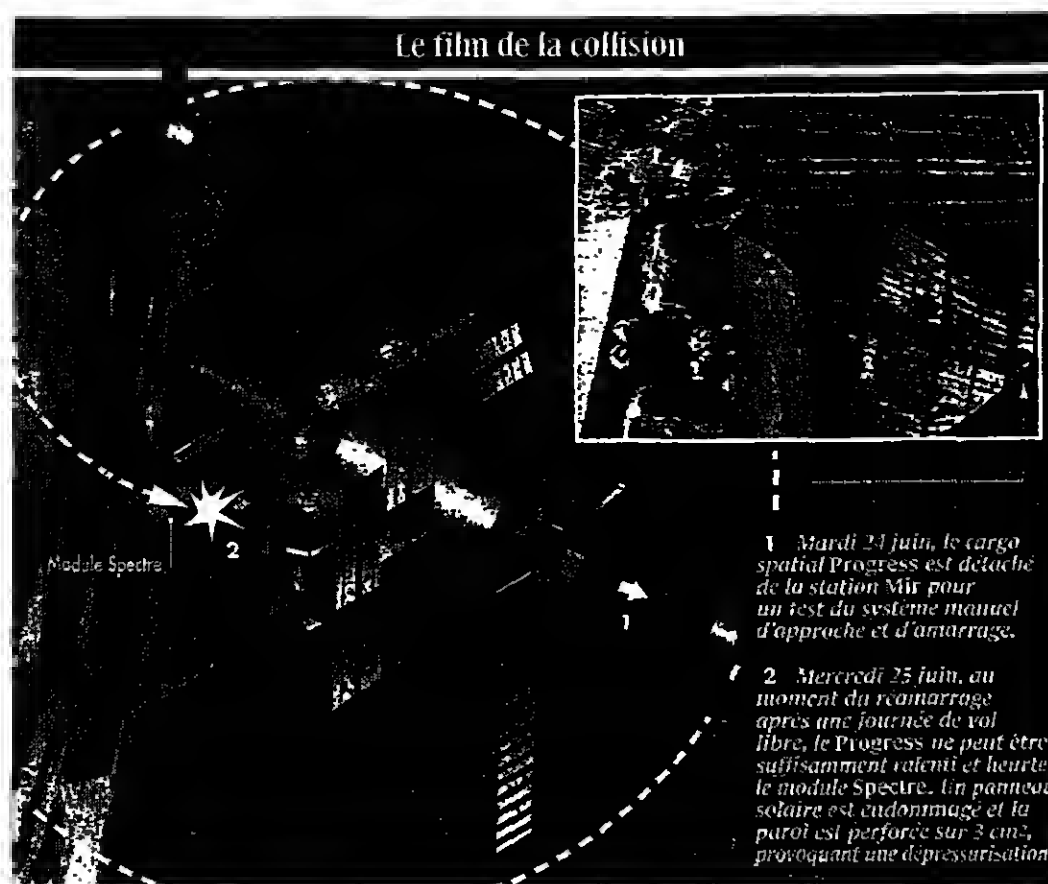 Le film de la collision
Module Spectre
2
1
1 Mardi 24 juin, le cargo
spatial Progress est détaché
de la station Mir pour
un test du système manuel
d'approche et d'amarrage.
2 Mercredi 25 juin, au
moment du réamarrage
après une journée de vol
libre, le Progress ne peut être
suffisamment ralenti et heurte
le module Spectre. Un panneau
solaire est endommagé et la
paroi est perforée sur 3 cm2,
provoquant une dépressurisation